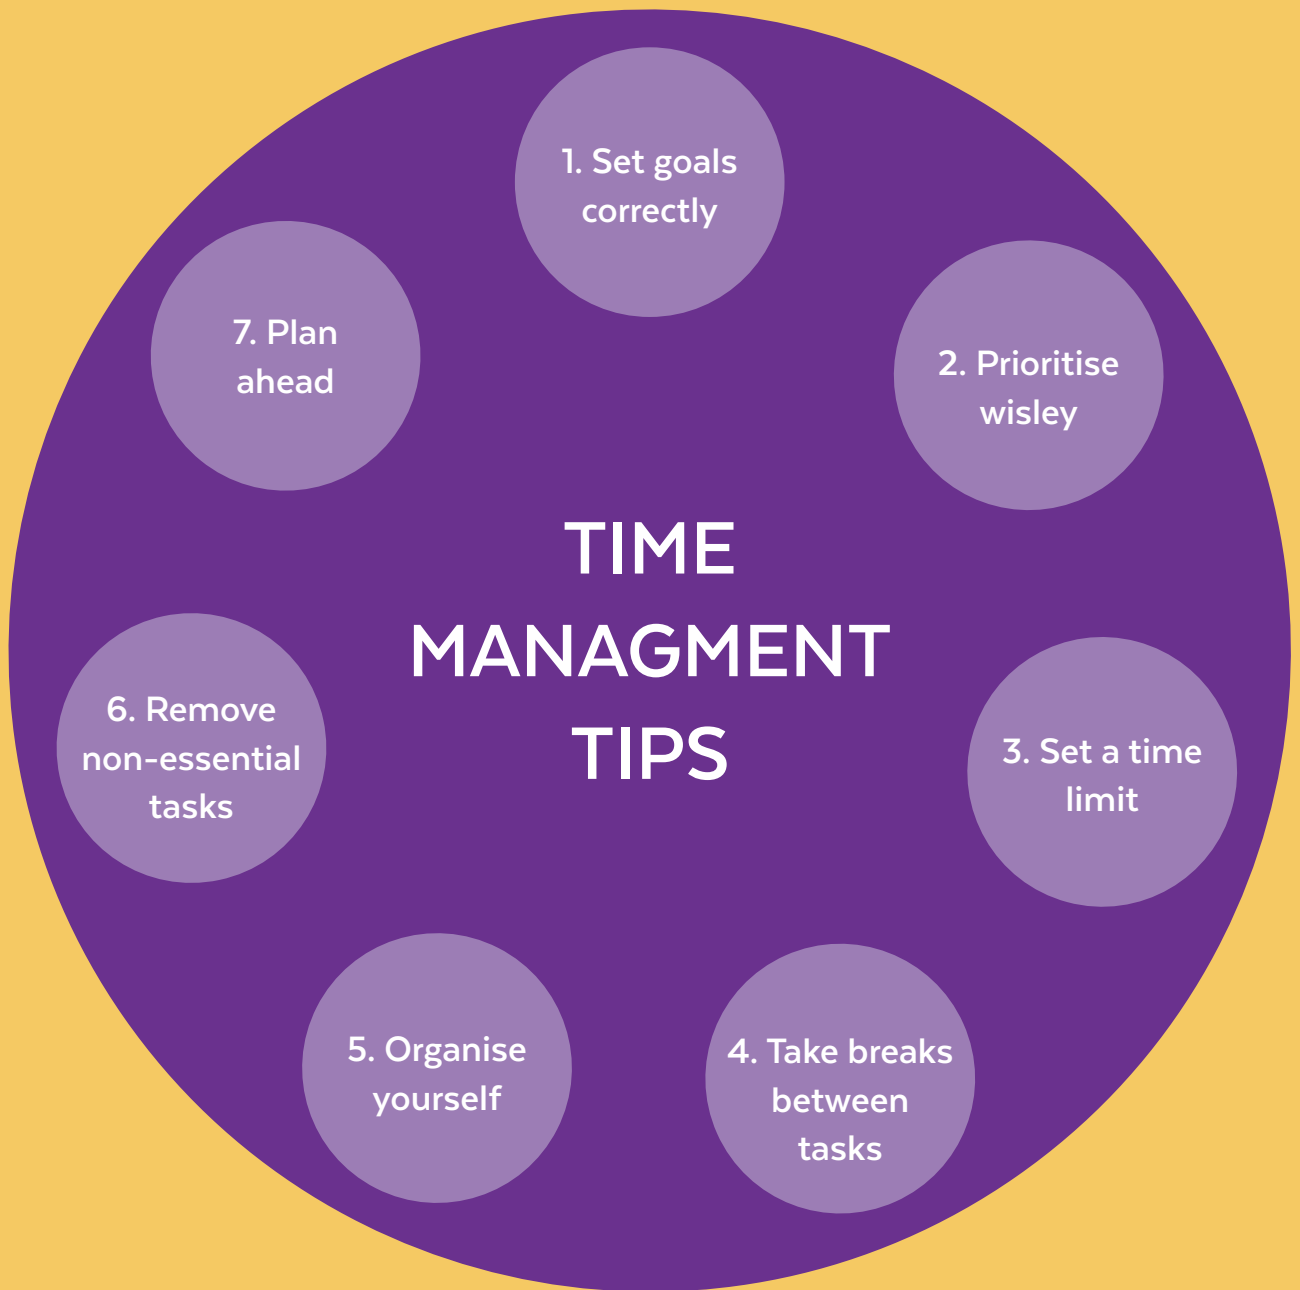 TIME
MANAGMENT
TIPS
1. Set goals
correctly
2. Prioritise
wisley
3. Set a time
limit
4. Take breaks
between
tasks
5. Organise
yourself
6. Remove
non-essential
tasks
7. Plan
ahead